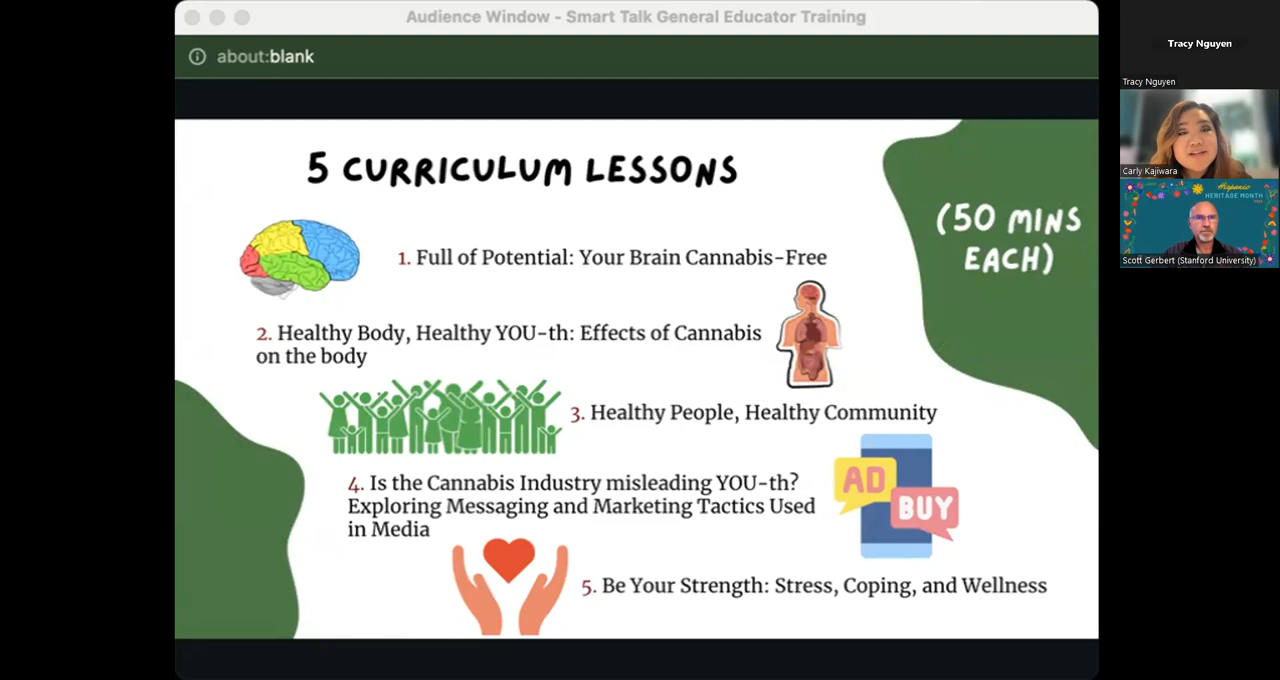 Audience Window - Smart Talk General Educator Training
about:blank
5 CURRICULUM LESSONS
(50 MINS
EACH)
1. Full of Potential: Your Brain Cannabis-Free
2. Healthy Body, Healthy YOU-th: Effects of Cannabis
on the body
3. Healthy People, Healthy Community
4. Is the Cannabis Industry misleading YOU-th?
Exploring Messaging and Marketing Tactics Used
in Media
AD
BUY
5. Be Your Strength: Stress, Coping, and Wellness
Tracy Nguyen
Tracy Nguyen
Carly Kajiwara
Hispanic
HERITAGE MONTH
Scott Gerbert (Stanford University)